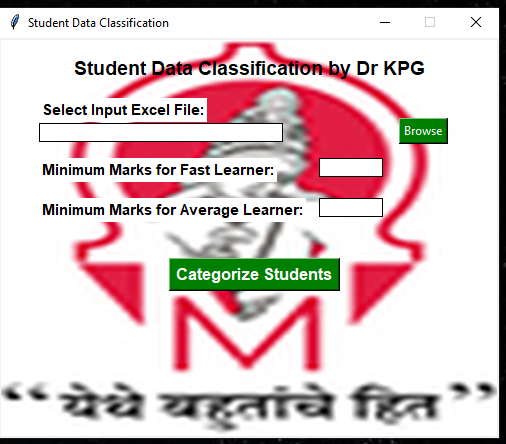 Student Data Classification
Student Data Classification by Dr KPG
Select Input Excel File:
Browse
Minimum Marks for Fast Learner:
Minimum Marks for Average Learner:
Categorize Students
M
“ येथे बहुतांचे हित ”